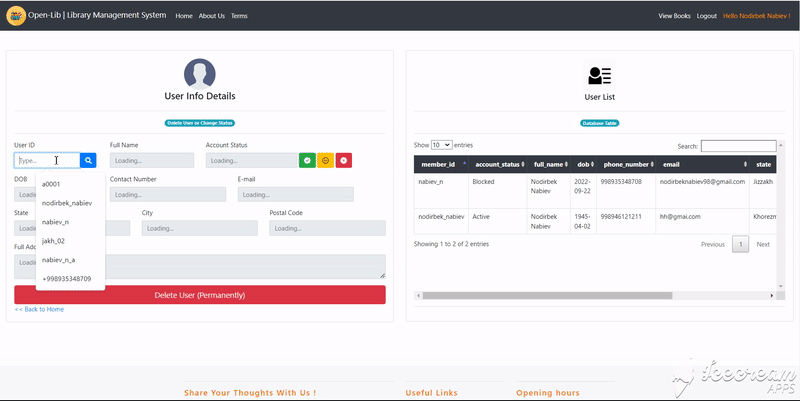 Open-Lib | Library Management System Home About Us Terms View Books Logout Hello Nodirbek Nabiev !
User Info Details
Delete User or Change Status
User ID Full Name Account Status
Type... Loading... Loading...
a0001
nodirbek_nabiev
nabiev_n
jakh_02
nabiev_n_a
+998935348709
DOB Contact Number E-mail
Loading... Loading...
State City Postal Code
Loading... Loading...
Delete User (Permanently)
<< Back to Home
User List
Database Table
Show 10 entries Search:
member_id account_status full_name dob phone_number email state
nabiev_n Blocked Nodirbek Nabiev 2022-09-22 998935348708 nodirbeknabiev98@gmail.com Jizzakh
nodirbek_nabiev Active Nodirbek Nabiev 1945-04-02 998946121211 hh@gmai.com
Showing 1 to 2 of 2 entries Previous 1 Next
Share Your Thoughts With Us ! Useful Links Opening hours
Icecream
APPS